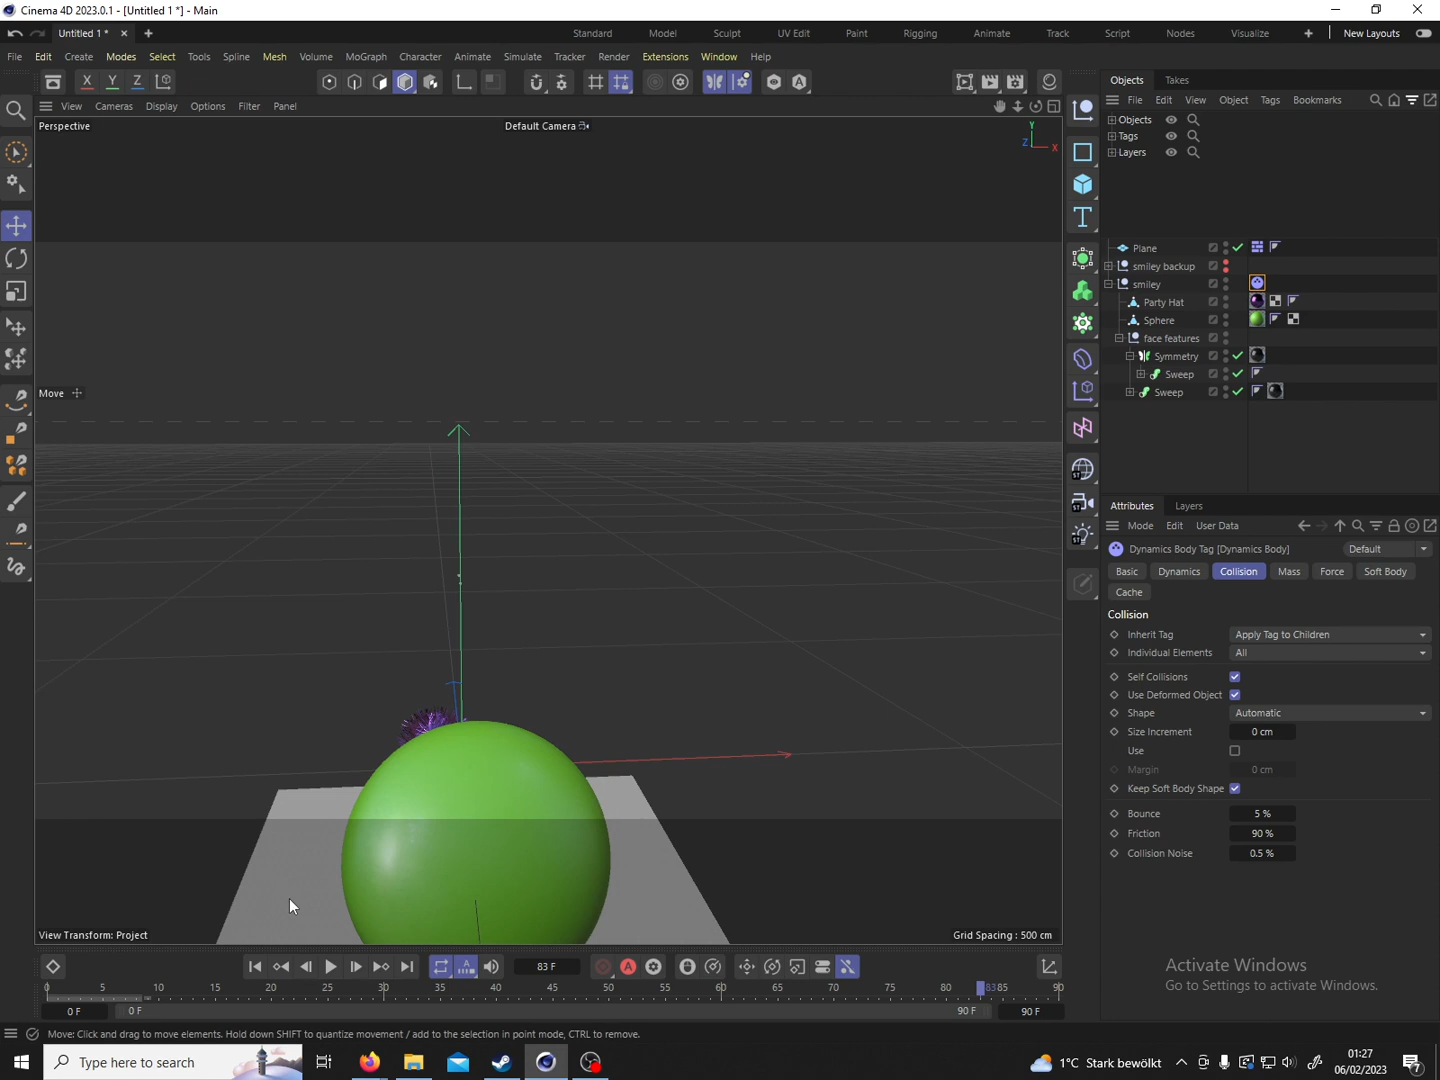 Cinema 4D 2023.0.1 - [Untitled 1 *] - Main
Untitled 1 *
Standard Model Sculpt UV Edit Paint Rigging Animate Track Script Nodes Visualize New Layouts
File Edit Create Modes Select Tools Spline Mesh Volume MoGraph Character Animate Simulate Tracker Render Extensions Window Help
X Y Z
Objects Takes
View Cameras Display Options Filter Panel
File Edit View Object Tags Bookmarks
Perspective
Default Camera
Y
Z X
Objects
Tags
Layers
Plane
smiley backup
smiley
Party Hat
Sphere
face features
Symmetry
Sweep
Sweep
Move
Attributes Layers
Mode Edit User Data
Dynamics Body Tag [Dynamics Body]
Default
Basic Dynamics Collision Mass Force Soft Body
Cache
Collision
Inherit Tag Apply Tag to Children
Individual Elements All
Self Collisions
Use Deformed Object
Shape Automatic
Size Increment 0 cm
Use
Margin 0 cm
Keep Soft Body Shape
Bounce 5 %
Friction 90 %
Collision Noise 0.5 %
View Transform: Project
Grid Spacing : 500 cm
83 F
0 5 10 15 20 25 30 35 40 45 50 55 60 65 70 75 80 8385 90
0 F 0 F 90 F 90 F
Activate Windows
Go to Settings to activate Windows.
Move: Click and drag to move elements. Hold down SHIFT to quantize movement / add to the selection in point mode, CTRL to remove.
Type here to search
1°C Stark bewölkt
01:27
06/02/2023
7